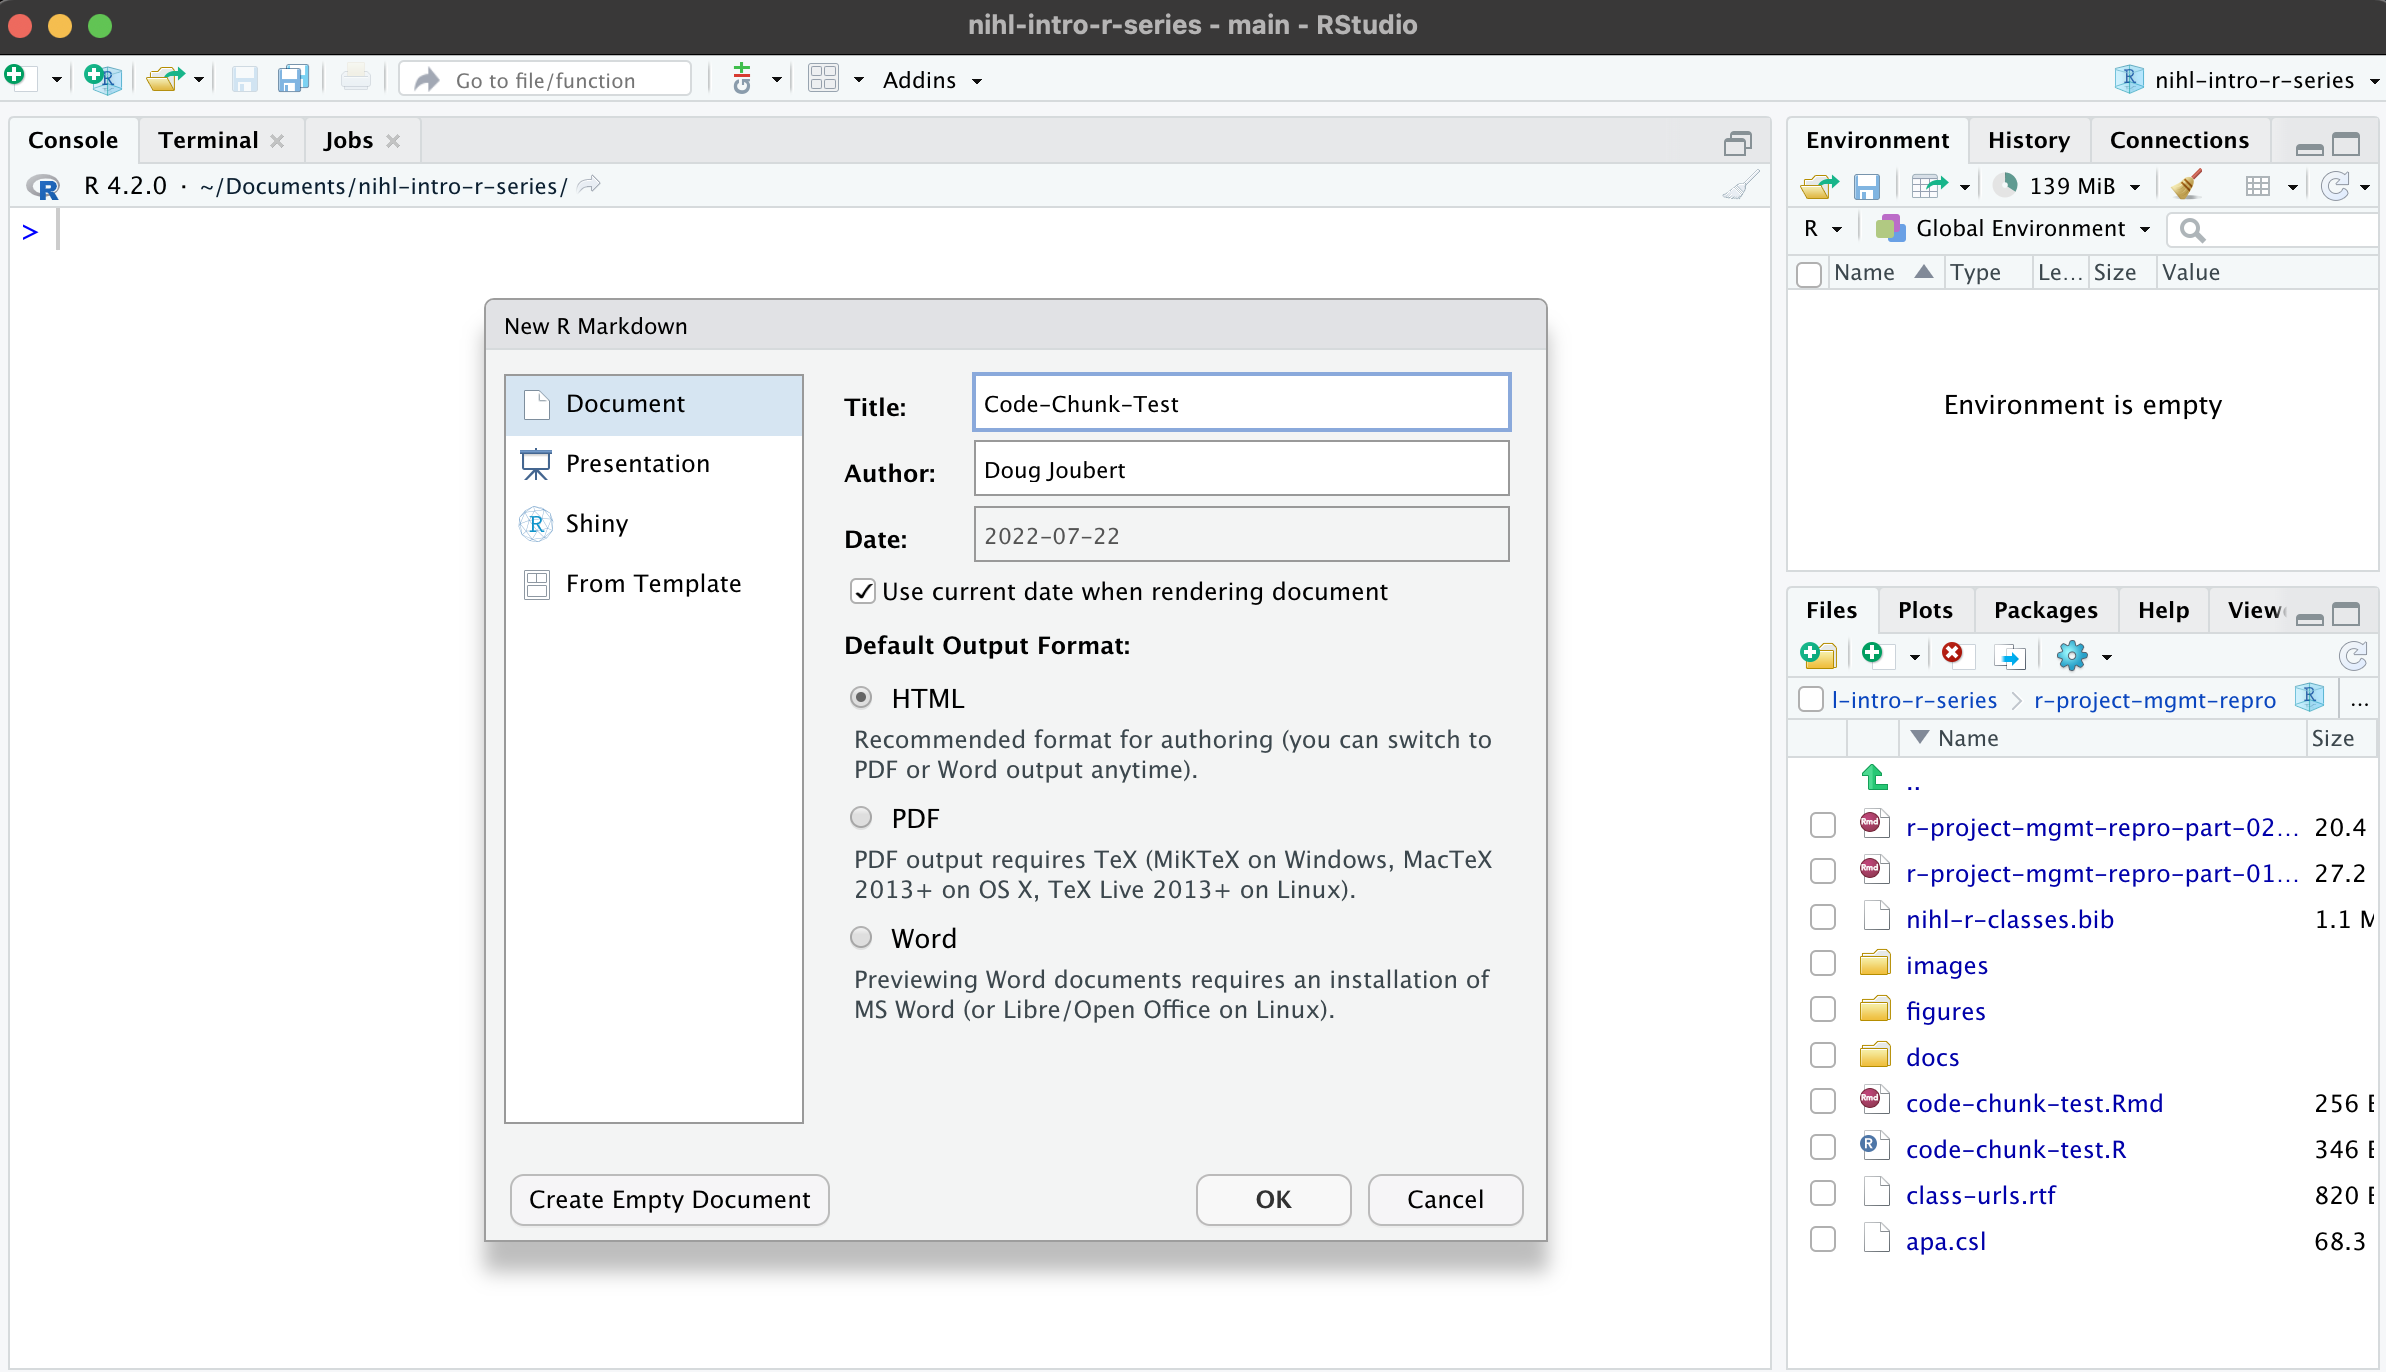 nihl-intro-r-series - main - RStudio
Go to file/function
Addins
nihl-intro-r-series
Console
Terminal
Jobs
R 4.2.0 · ~/Documents/nihl-intro-r-series/
>
New R Markdown
Document
Presentation
Shiny
From Template
Title:
Code-Chunk-Test
Author:
Doug Joubert
Date:
2022-07-22
Use current date when rendering document
Default Output Format:
HTML
Recommended format for authoring (you can switch to
PDF or Word output anytime).
PDF
PDF output requires TeX (MiKTeX on Windows, MacTeX
2013+ on OS X, TeX Live 2013+ on Linux).
Word
Previewing Word documents requires an installation of
MS Word (or Libre/Open Office on Linux).
Create Empty Document
OK
Cancel
Environment
History
Connections
139 MiB
R
Global Environment
Name
Type
Le...
Size
Value
Environment is empty
Files
Plots
Packages
Help
View
l-intro-r-series
r-project-mgmt-repro
...
Name
Size
..
r-project-mgmt-repro-part-02... 20.4
r-project-mgmt-repro-part-01... 27.2
nihl-r-classes.bib 1.1 M
images
figures
docs
code-chunk-test.Rmd 256 B
code-chunk-test.R 346 B
class-urls.rtf 820 B
apa.csl 68.3